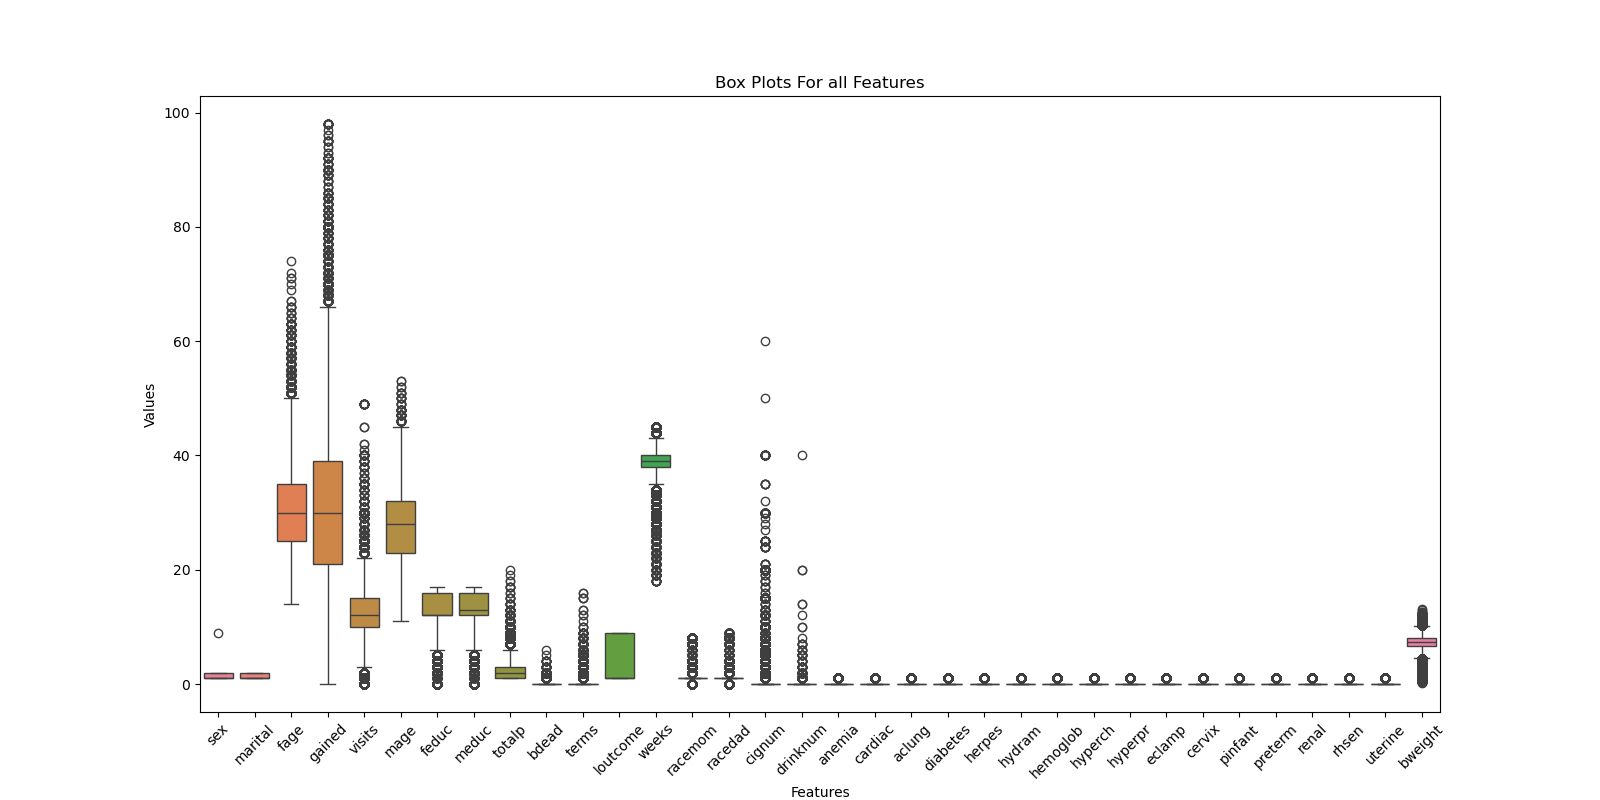 Box Plots For all Features
100
80
60
40
20
0
Values
sex
marital
fage
gained
visits
mage
feduc
meduc
totalp
bdead
terms
loutcome
weeks
racemom
racedad
cignum
drinknum
anemia
cardiac
aclung
diabetes
herpes
hydram
hemoglob
hyperch
hyperpr
eclamp
cervix
pinfant
preterm
renal
rhsen
uterine
bweight
Features